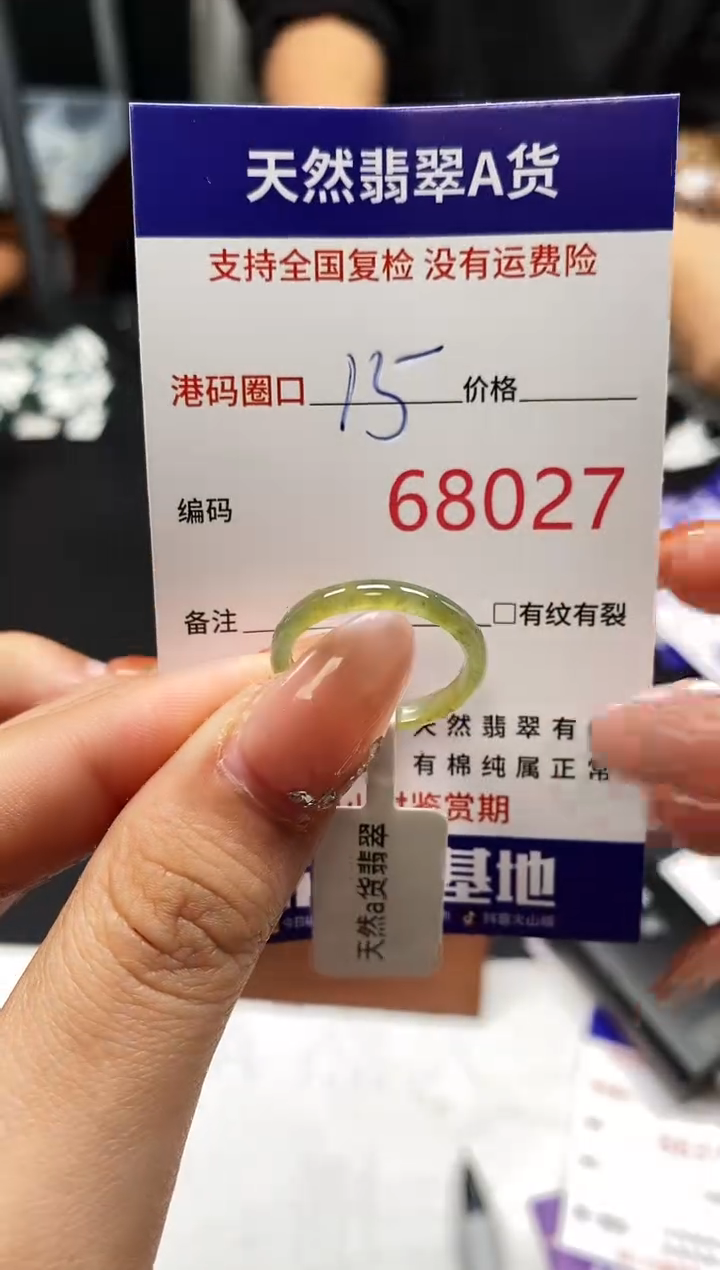 天然翡翠A货
支持全国复检 没有运费险
港码圈口 15 价格
编码 68027
备注 □有纹有裂
天然翡翠有
有棉纯属正常
鉴赏期
基地
天然a货翡翠